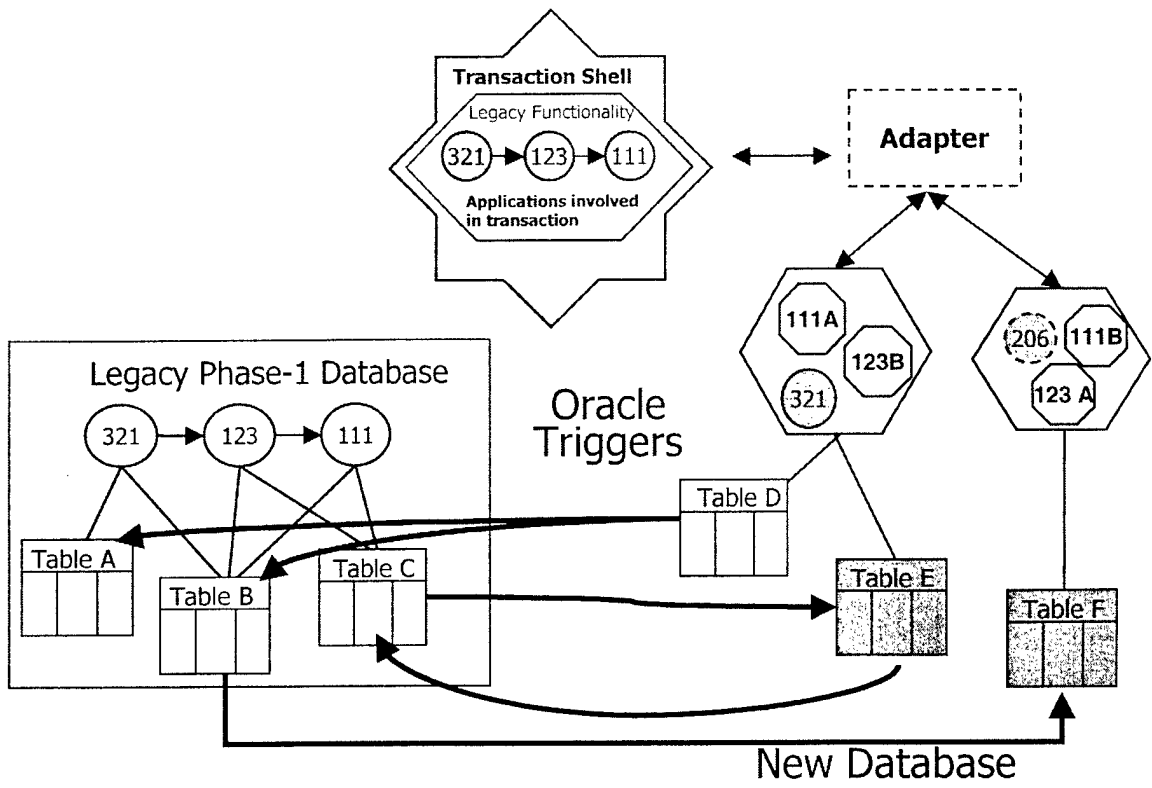 Transaction Shell
Legacy Functionality
321 123 111
Applications involved
in transaction
Adapter
111A
123B
321
206
111B
123 A
Legacy Phase-1 Database
321 123 111
Oracle
Triggers
Table A
Table B
Table C
Table D
Table E
Table F
New Database